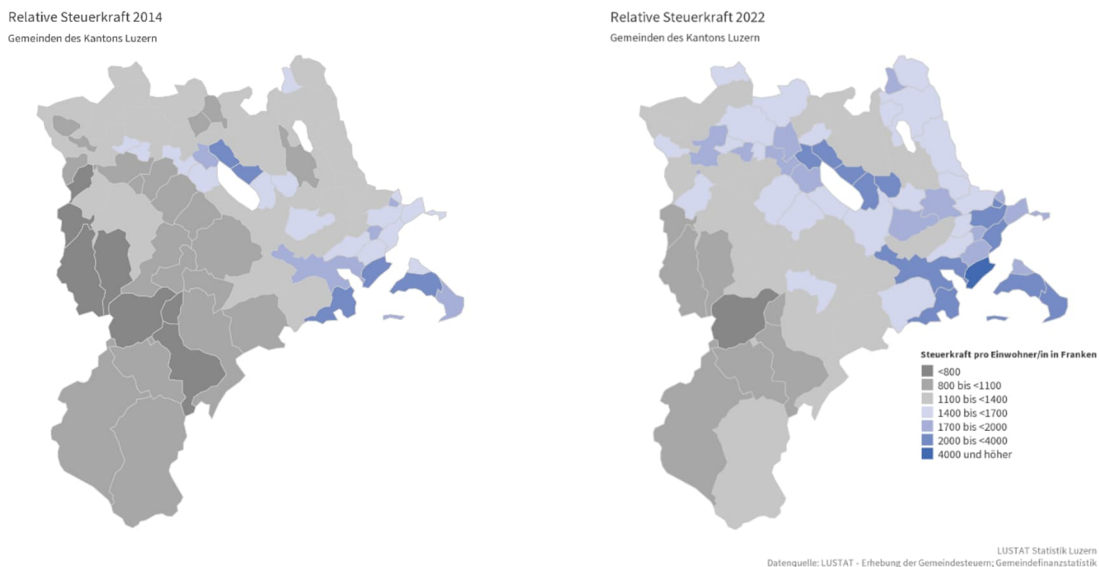 Relative Steuerkraft 2014
Gemeinden des Kantons Luzern
Relative Steuerkraft 2022
Gemeinden des Kantons Luzern
Steuerkraft pro Einwohner/in in Franken
<800
800 bis <1100
1100 bis <1400
1400 bis <1700
1700 bis <2000
2000 bis <4000
4000 und höher
LUSTAT Statistik Luzern
Datenquelle: LUSTAT - Erhebung der Gemeindesteuern; Gemeindefinanzstatistik